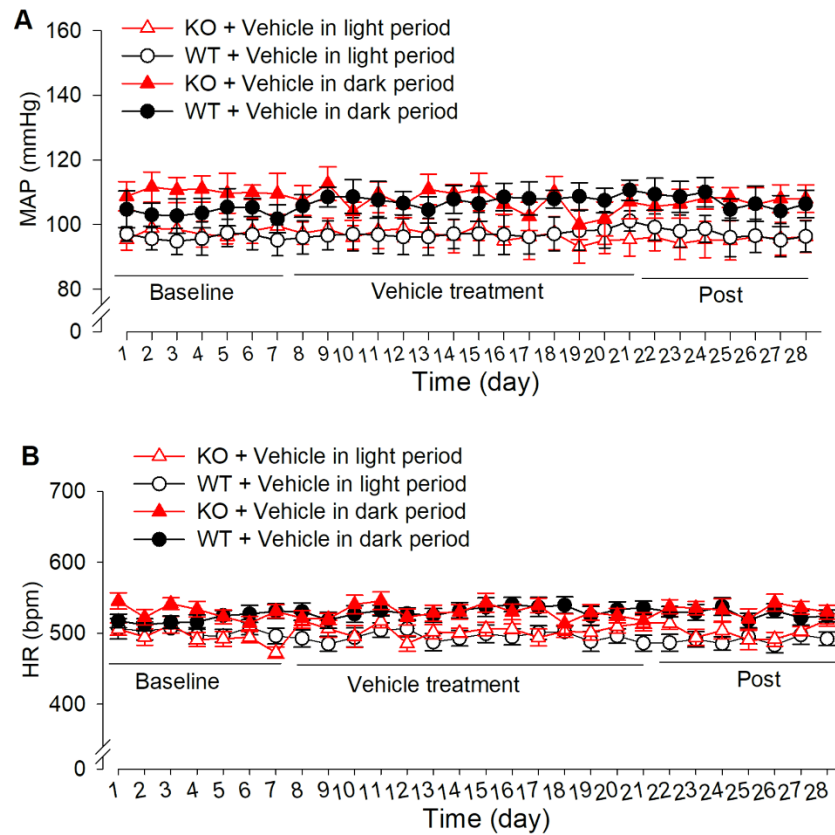 A
KO + Vehicle in light period
WT + Vehicle in light period
KO + Vehicle in dark period
WT + Vehicle in dark period
MAP (mmHg)
160
140
120
100
80
0
Baseline
Vehicle treatment
Post
1 2 3 4 5 6 7 8 9 10 11 12 13 14 15 16 17 18 19 20 21 22 23 24 25 26 27 28
Time (day)
B
KO + Vehicle in light period
WT + Vehicle in light period
KO + Vehicle in dark period
WT + Vehicle in dark period
HR (bpm)
700
600
500
400
0
Baseline
Vehicle treatment
Post
1 2 3 4 5 6 7 8 9 10 11 12 13 14 15 16 17 18 19 20 21 22 23 24 25 26 27 28
Time (day)